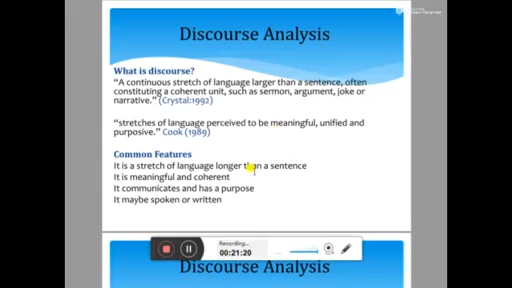 Discourse Analysis
What is discourse?
"A continuous stretch of language larger than a sentence, often
constituting a coherent unit, such as sermon, argument, joke or
narrative." (Crystal:1992)
"stretches of language perceived to be meaningful, unified and
purposive." Cook (1989)
Common Features
It is a stretch of language longer than a sentence
It is meaningful and coherent
It communicates and has a purpose
It maybe spoken or written
Recording...
00:21:20
Discourse Analysis